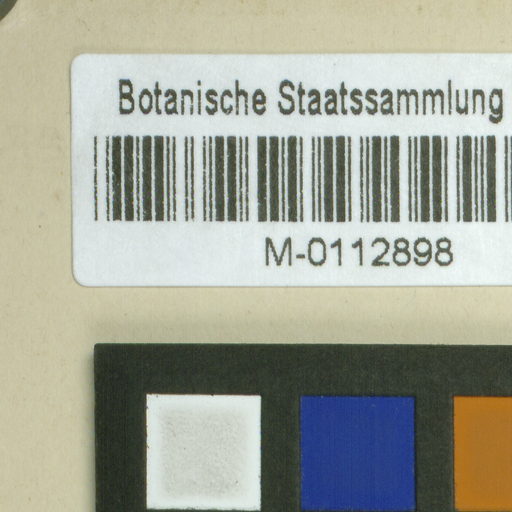 Botanische Staatssammlung
M-0112898